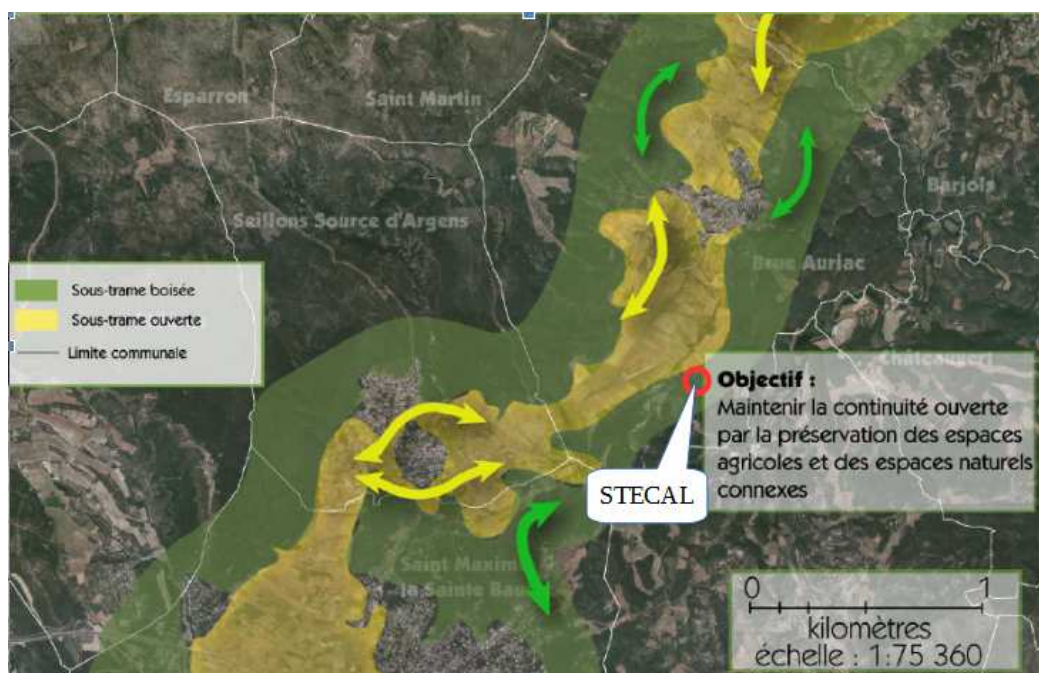 Esparron
Saint Martin
Barjols
Seillons Source d'Argens
Bruc Auriac
Sous-trame boisée
Sous-trame ouverte
Limite communale
Châteauvert
Objectif :
Maintenir la continuité ouverte
par la préservation des espaces
agricoles et des espaces naturels
connexes
STECAL
Saint Maximin
la Sainte Baume
0 1
kilomètres
échelle : 1:75 360